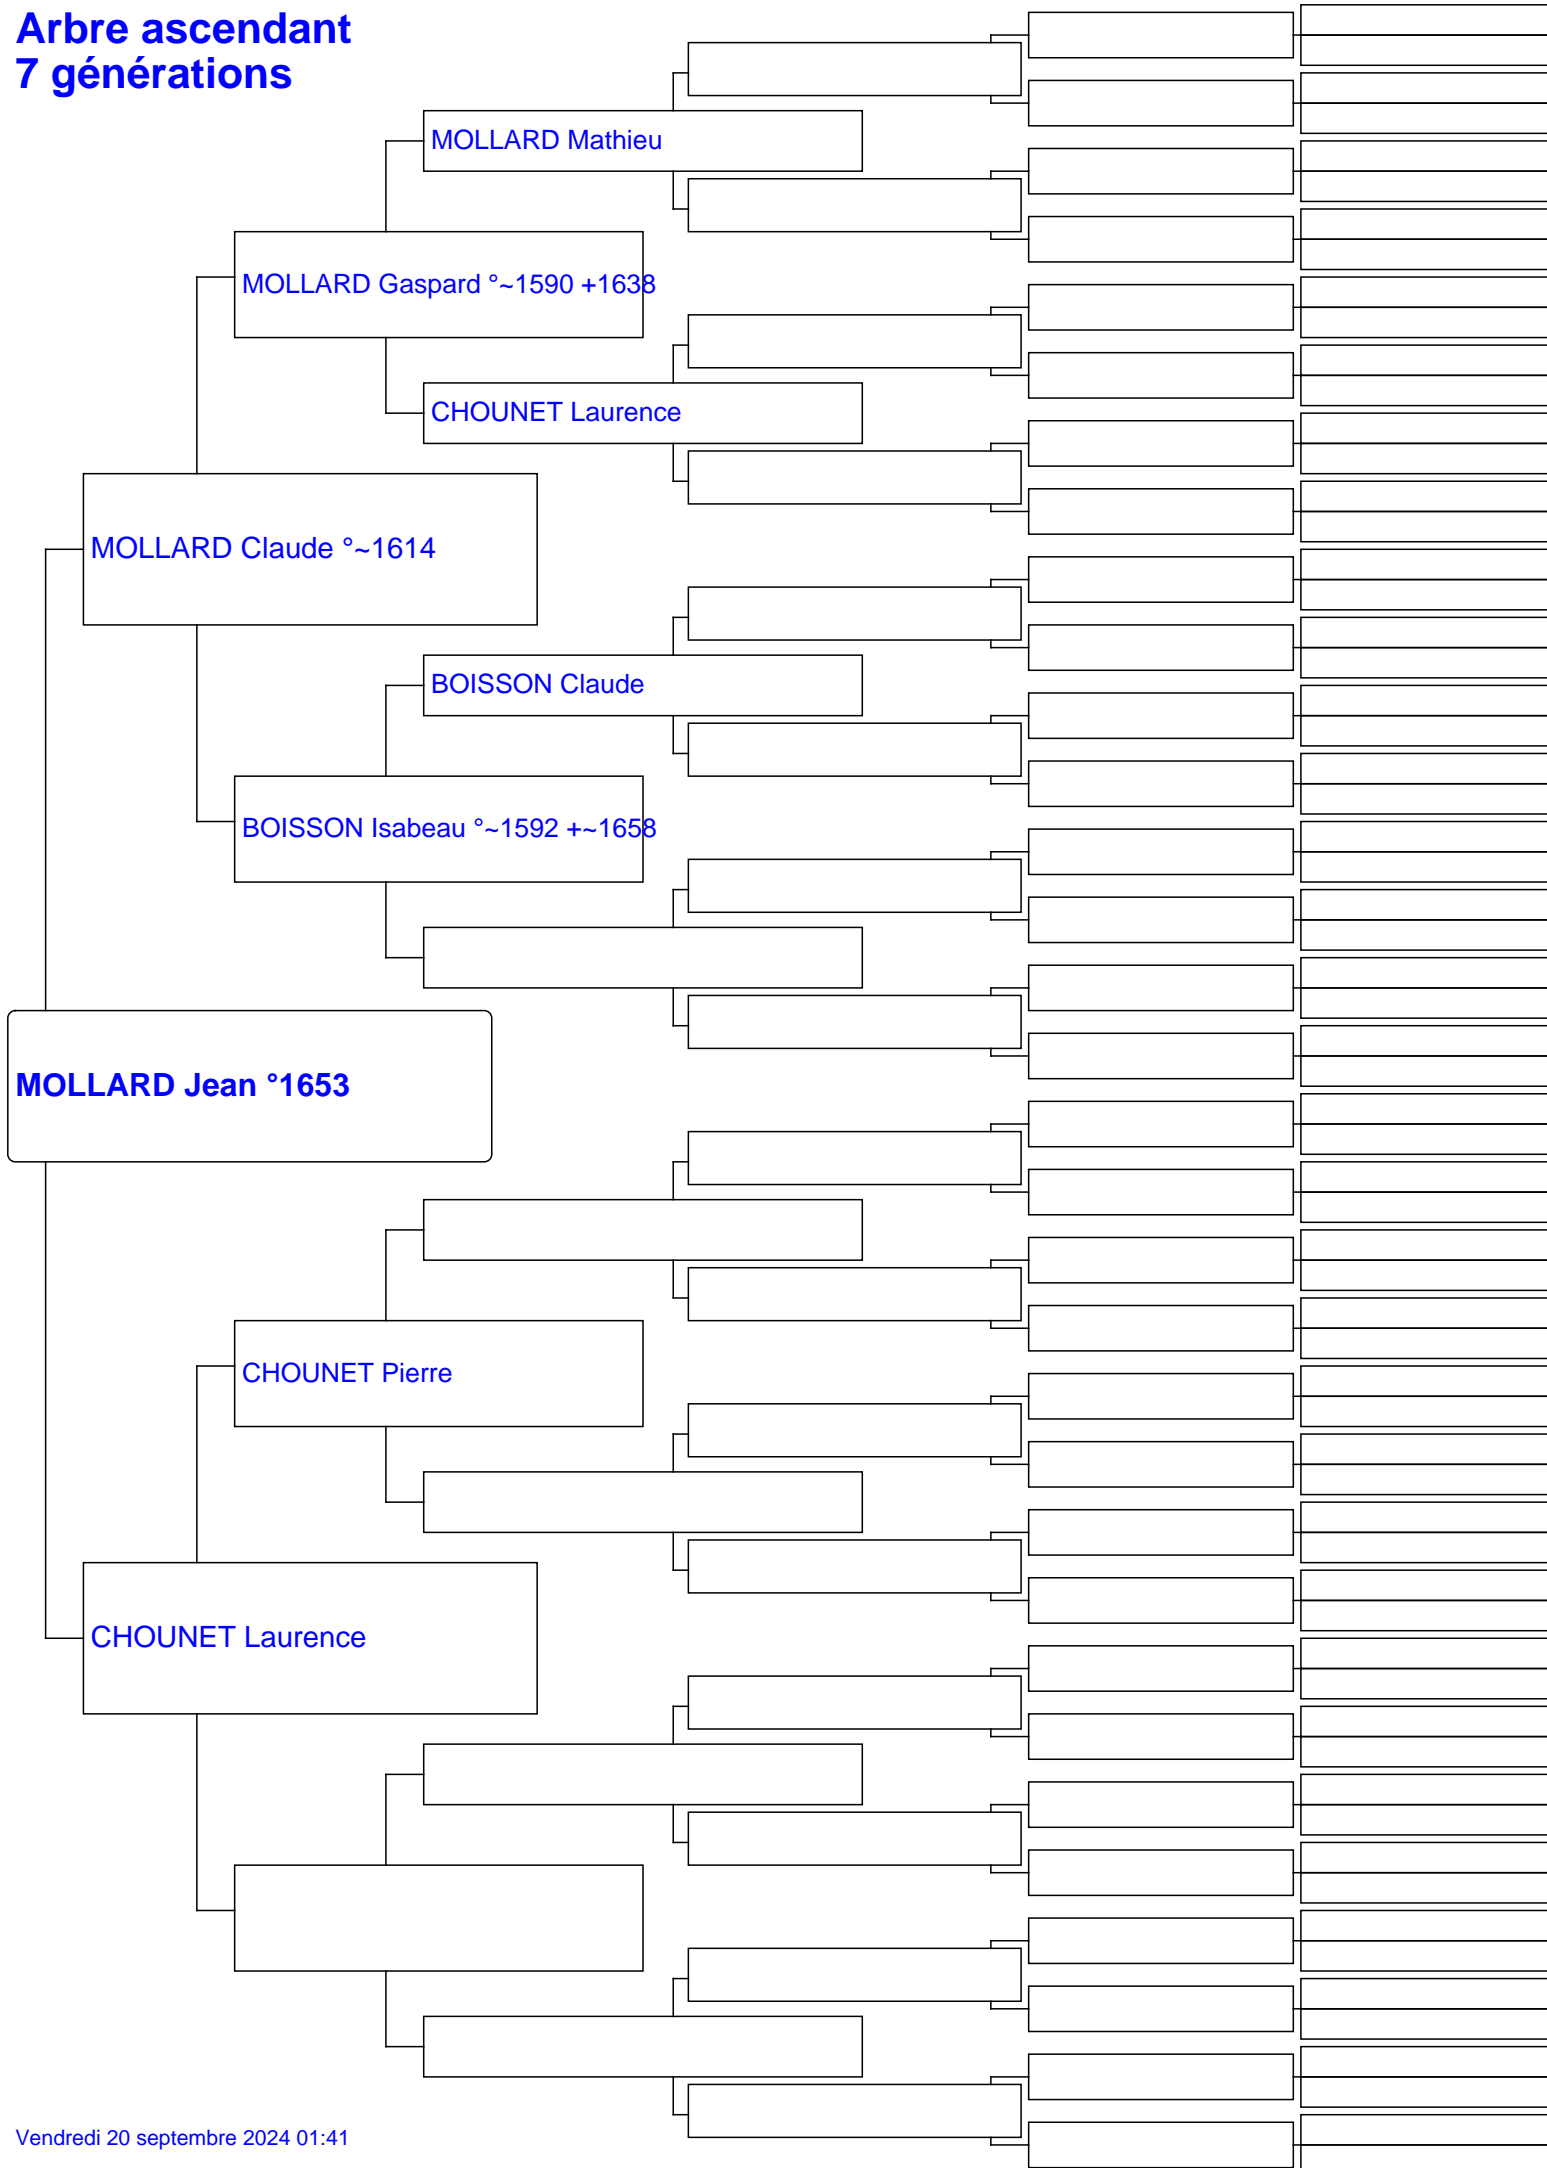 Arbre ascendant
7 générations
MOLLARD Mathieu
MOLLARD Gaspard °~1590 +1638
CHOUNET Laurence
MOLLARD Claude °~1614
BOISSON Claude
BOISSON Isabeau °~1592 +~1658
MOLLARD Jean °1653
CHOUNET Pierre
CHOUNET Laurence
Vendredi 20 septembre 2024 01:41